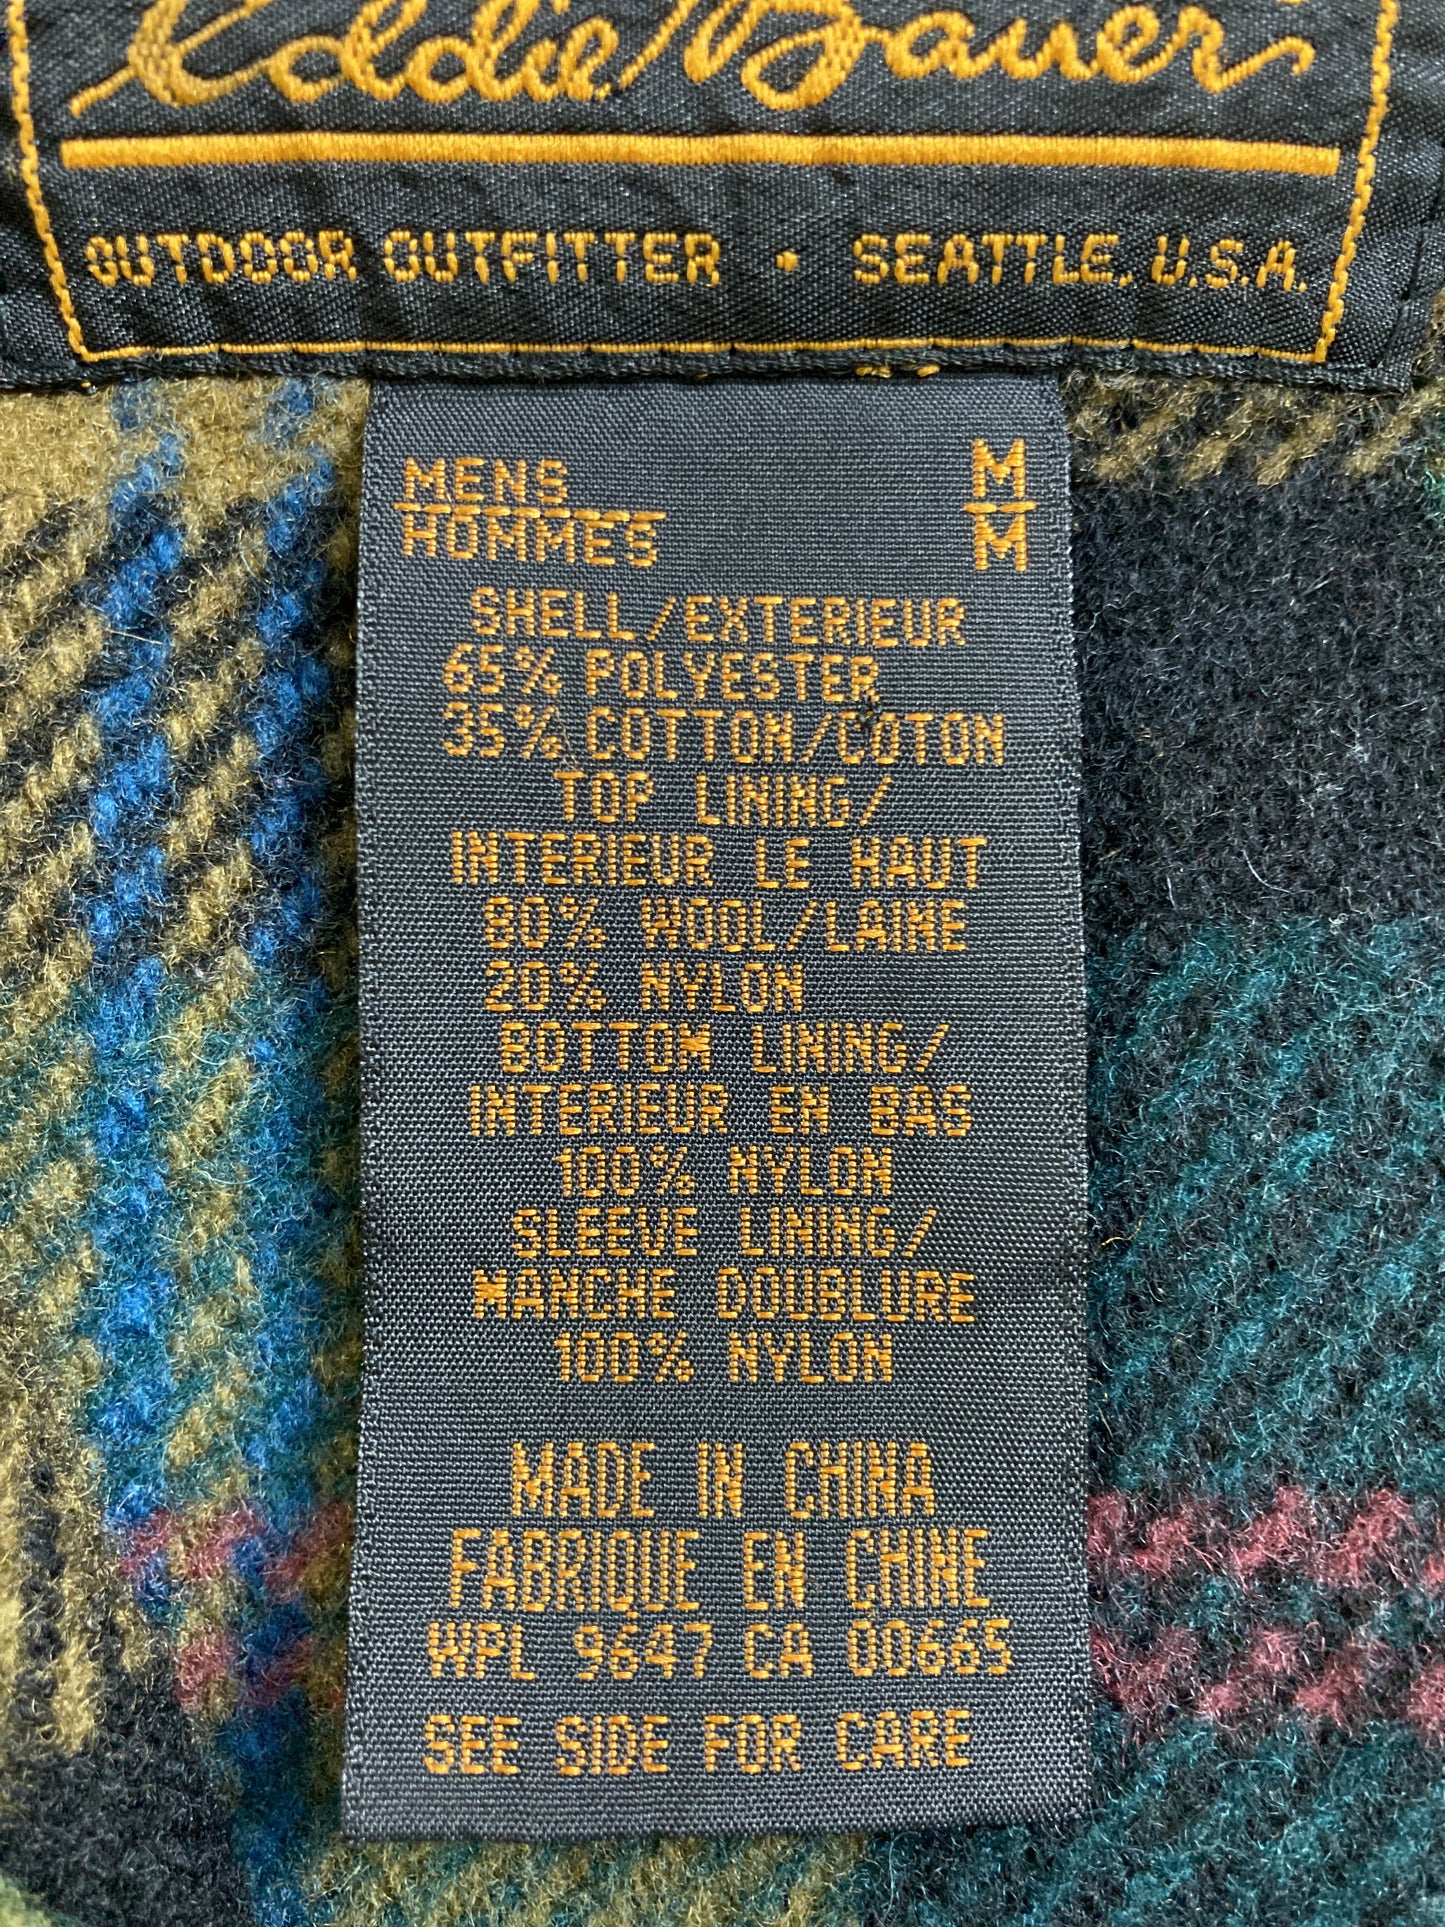 Eddie Bauer
OUTDOOR OUTFITTER · SEATTLE, U.S.A.
MENS M
HOMMES M
SHELL/EXTERIEUR
65% POLYESTER
35% COTTON/COTON
TOP LINING/
INTERIEUR LE HAUT
80% WOOL/LAINE
20% NYLON
BOTTOM LINING/
INTERIEUR EN BAS
100% NYLON
SLEEVE LINING/
MANCHE DOUBLURE
100% NYLON
MADE IN CHINA
FABRIQUE EN CHINE
WPL 9647 CA 00665
SEE SIDE FOR CARE